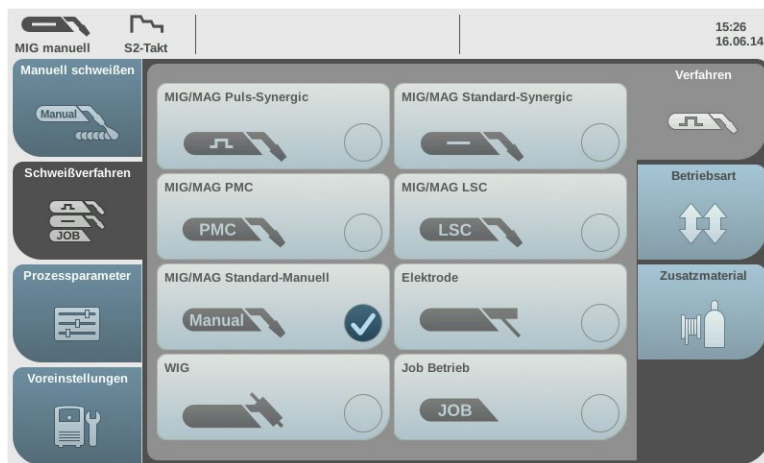 MIG manuell
S2-Takt
15:26
16.06.14
Manuell schweißen
Manual
Schweißverfahren
JOB
Prozessparameter
Voreinstellungen
MIG/MAG Puls-Synergic
MIG/MAG Standard-Synergic
MIG/MAG PMC
PMC
MIG/MAG LSC
LSC
MIG/MAG Standard-Manuell
Manual
Elektrode
WIG
Job Betrieb
JOB
Verfahren
Betriebsart
Zusatzmaterial